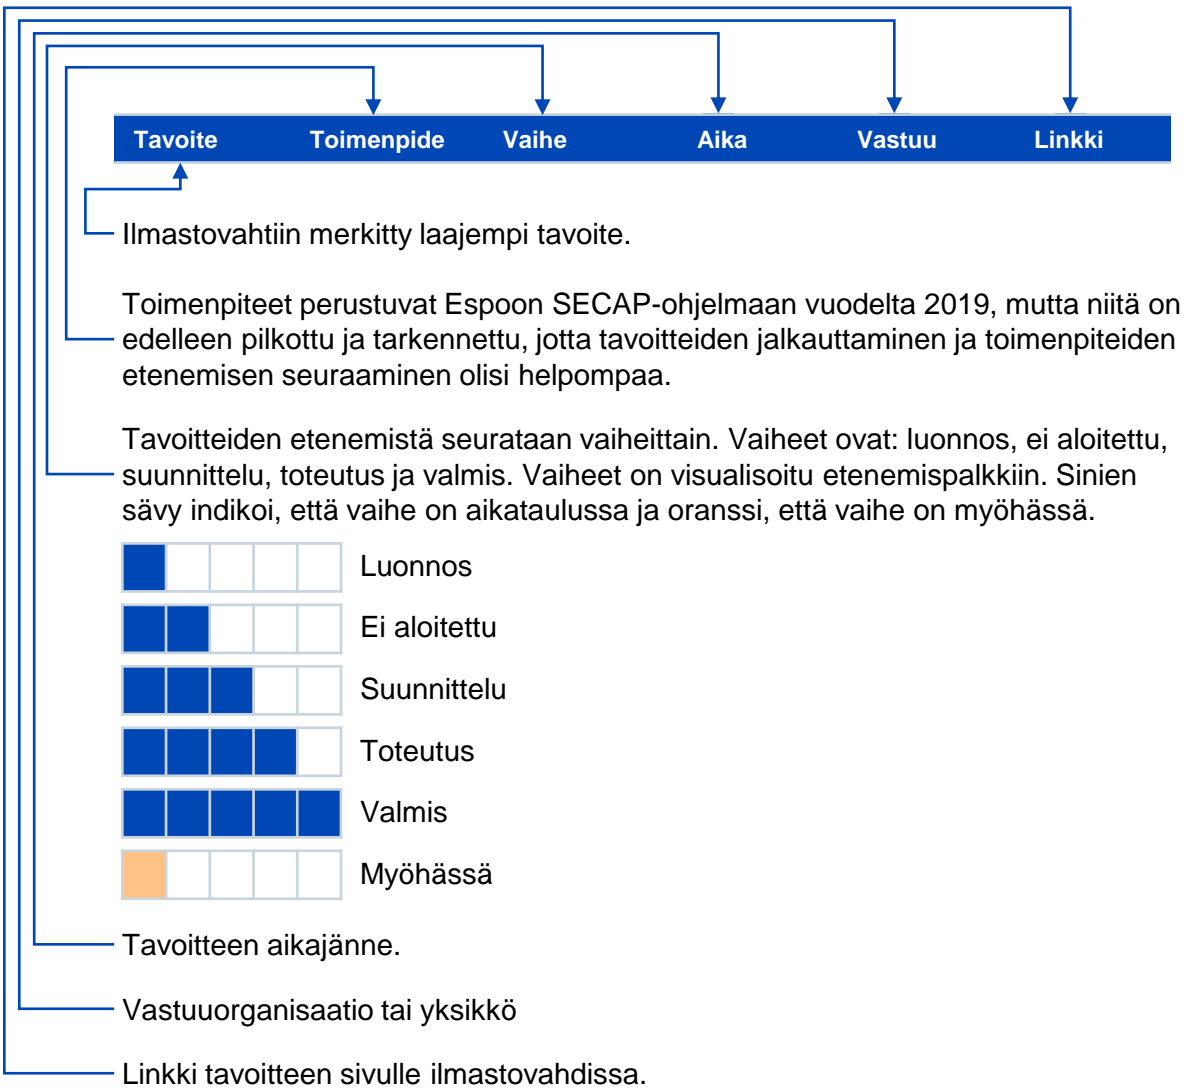 Tavoite Toimenpide Vaihe Aika Vastuu Linkki
Ilmastovahtiin merkitty laajempi tavoite.
Toimenpiteet perustuvat Espoon SECAP-ohjelmaan vuodelta 2019, mutta niitä on
edelleen pilkottu ja tarkennettu, jotta tavoitteiden jalkauttaminen ja toimenpiteiden
etenemisen seuraaminen olisi helpompaa.
Tavoitteiden etenemistä seurataan vaiheittain. Vaiheet ovat: luonnos, ei aloitettu,
suunnittelu, toteutus ja valmis. Vaiheet on visualisoitu etenemispalkkiin. Sinien
sävy indikoi, että vaihe on aikataulussa ja oranssi, että vaihe on myöhässä.
Luonnos
Ei aloitettu
Suunnittelu
Toteutus
Valmis
Myöhässä
Tavoitteen aikajänne.
Vastuuorganisaatio tai yksikkö
Linkki tavoitteen sivulle ilmastovahdissa.